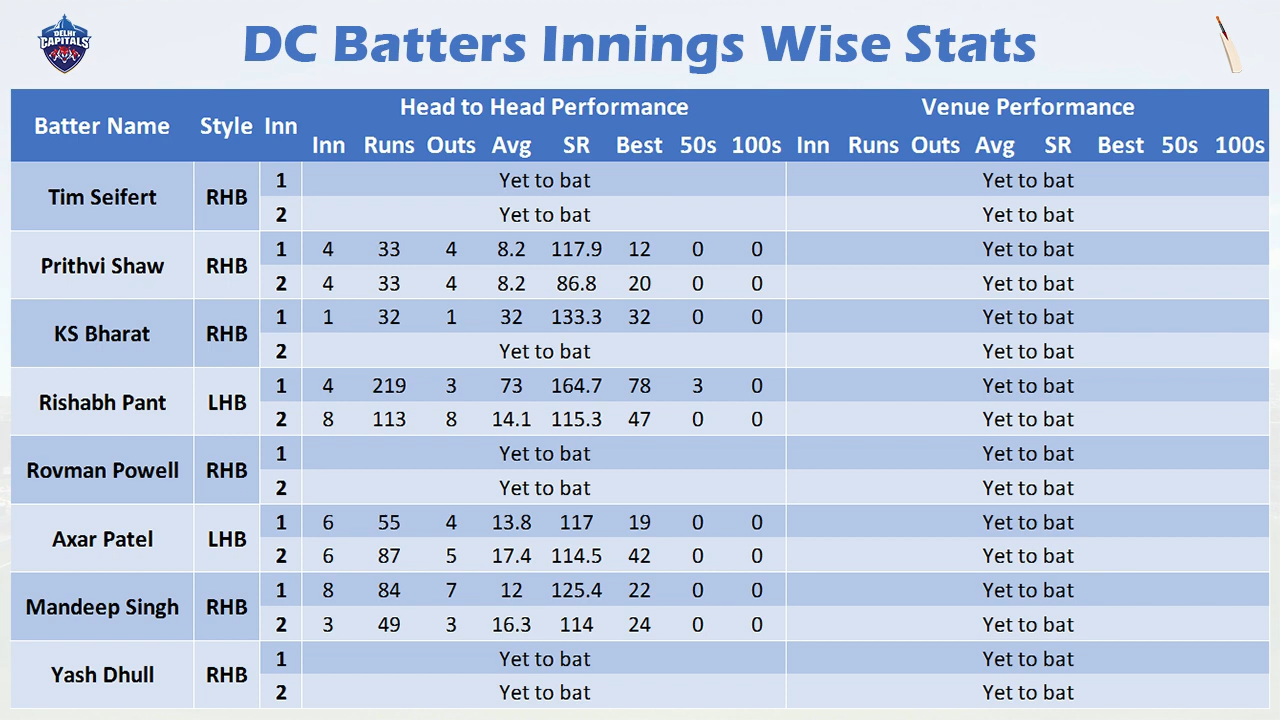 DELHI
CAPITALS
DC Batters Innings Wise Stats
Batter Name Style Inn Head to Head Performance Venue Performance
Inn Runs Outs Avg SR Best 50s 100s Inn Runs Outs Avg SR Best 50s 100s
Tim Seifert RHB 1 Yet to bat Yet to bat
2 Yet to bat Yet to bat
Prithvi Shaw RHB 1 4 33 4 8.2 117.9 12 0 0 Yet to bat
2 4 33 4 8.2 86.8 20 0 0 Yet to bat
KS Bharat RHB 1 1 32 1 32 133.3 32 0 0 Yet to bat
2 Yet to bat Yet to bat
Rishabh Pant LHB 1 4 219 3 73 164.7 78 3 0 Yet to bat
2 8 113 8 14.1 115.3 47 0 0 Yet to bat
Rovman Powell RHB 1 Yet to bat Yet to bat
2 Yet to bat Yet to bat
Axar Patel LHB 1 6 55 4 13.8 117 19 0 0 Yet to bat
2 6 87 5 17.4 114.5 42 0 0 Yet to bat
Mandeep Singh RHB 1 8 84 7 12 125.4 22 0 0 Yet to bat
2 3 49 3 16.3 114 24 0 0 Yet to bat
Yash Dhull RHB 1 Yet to bat Yet to bat
2 Yet to bat Yet to bat